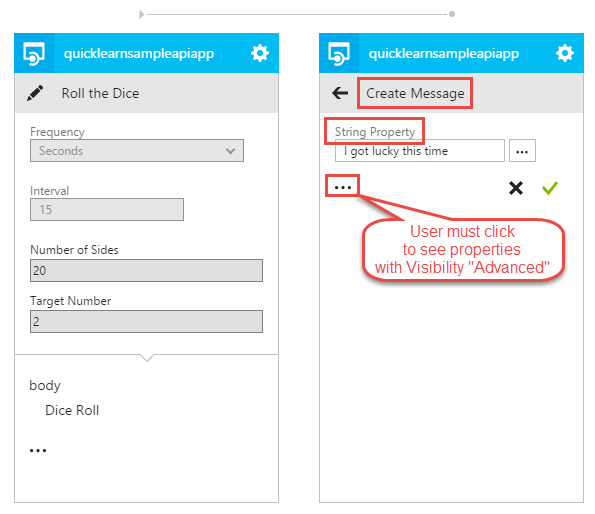 quicklearnsampleapiapp
Roll the Dice
Frequency
Seconds
Interval
15
Number of Sides
20
Target Number
2
body
Dice Roll
...
quicklearnsampleapiapp
Create Message
String Property
I got lucky this time
...
...
User must click
to see properties
with Visibility "Advanced"